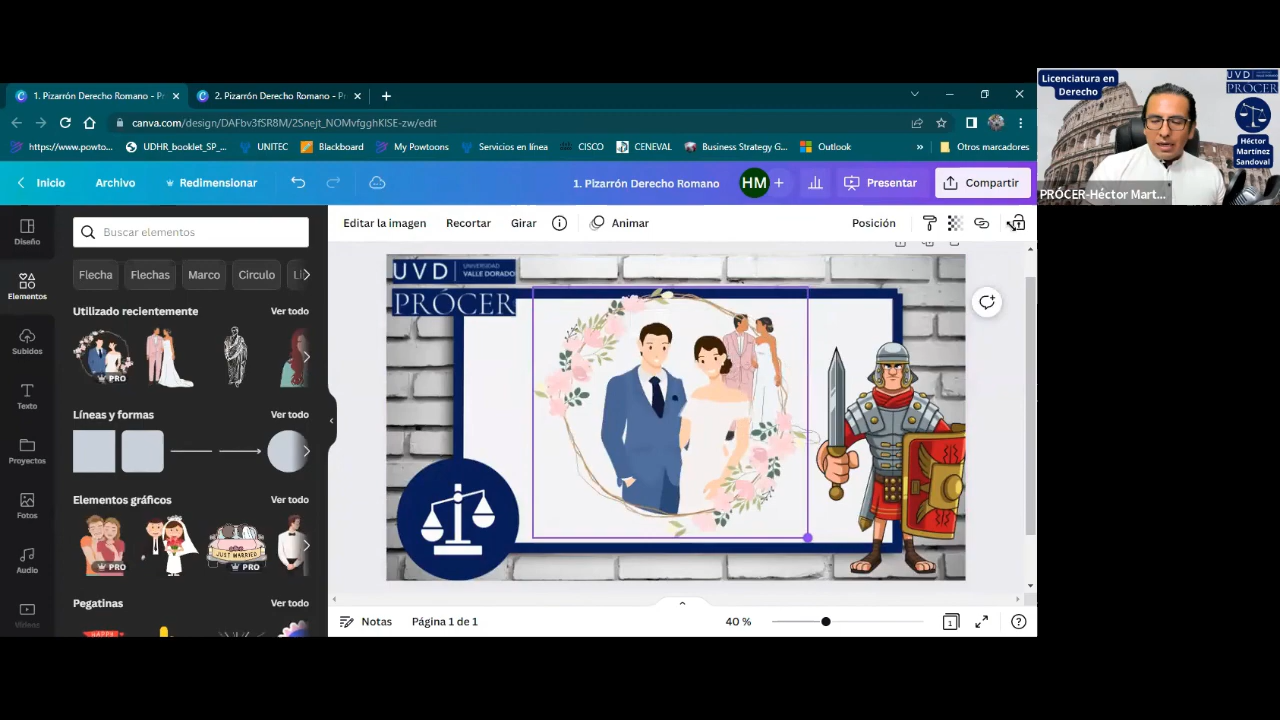 1. Pizarrón Derecho Romano - P
2. Pizarrón Derecho Romano - P
canva.com/design/DAFbv3fSR8M/2Snejt_NOMvfgghKlSE-zw/edit
https://www.powto...
UDHR_booklet_SP_...
UNITEC
Blackboard
My Powtoons
Servicios en línea
CISCO
CENEVAL
Business Strategy G...
Outlook
»
Otros marcadores
Inicio
Archivo
Redimensionar
1. Pizarrón Derecho Romano
HM
+
Presentar
Compartir
Diseño
Elementos
Subidos
Texto
Proyectos
Fotos
Audio
Videos
Buscar elementos
Flecha
Flechas
Marco
Circulo
Utilizado recientemente
Ver todo
PRO
Líneas y formas
Ver todo
Elementos gráficos
Ver todo
PRO
JUST MARRIED
PRO
Pegatinas
Ver todo
HAPPY
Editar la imagen
Recortar
Girar
Animar
Posición
UVD
UNIVERSIDAD
VALLE DORADO
PRÓCER
Notas
Página 1 de 1
40 %
1
Licenciatura en
Derecho
UVD
PRÓCER
Héctor
Martínez
Sandoval
PRÓCER-Héctor Mart...